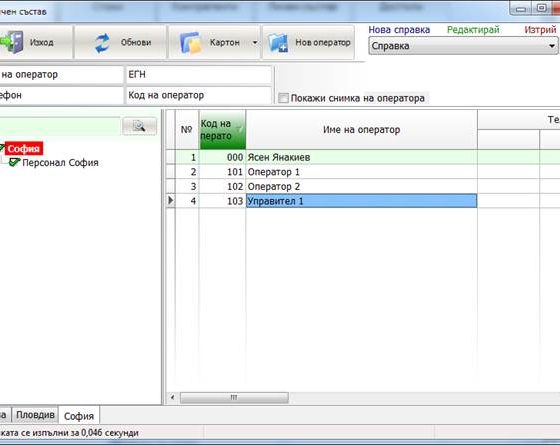 чен състав
Изход
Обнови
Картон
Нов оператор
Нова справка Редактирай Изтрий
Справка
на оператор ЕГН
ефон Код на оператор
Покажи снимка на оператора
№ Код на перато Име на оператор Те
София
Персонал София
1 000 Ясен Янакиев
2 101 Оператор 1
3 102 Оператор 2
4 103 Управител 1
на Пловдив София
ката се изпълни за 0,046 секунди